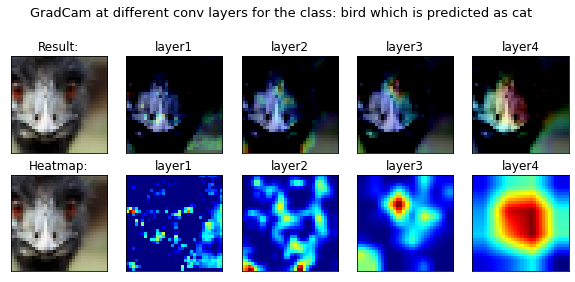 GradCam at different conv layers for the class: bird which is predicted as cat
Result: layer1 layer2 layer3 layer4
Heatmap: layer1 layer2 layer3 layer4